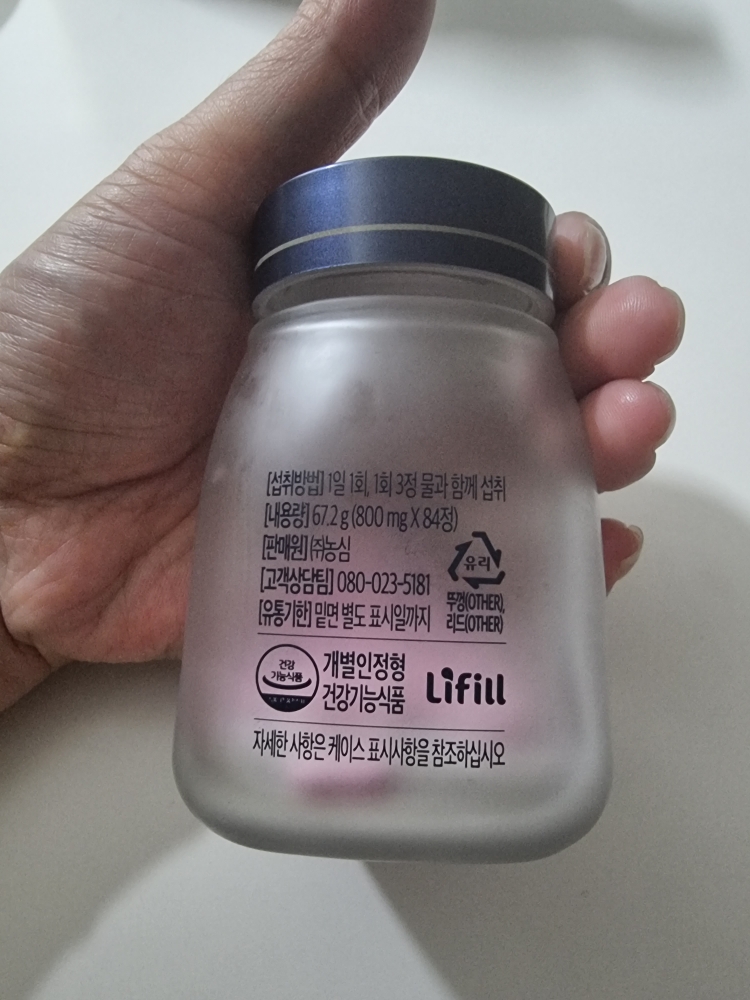 [섭취방법] 1일 1회, 1회 3정 물과 함께 섭취
[내용량] 67.2 g (800 mg X 84정)
[판매원] (주)농심
[고객상담팀] 080-023-5181
[유통기한] 밑면 별도 표시일까지
유리
뚜껑(OTHER),
리드(OTHER)
건강
기능식품
개별인정형
건강기능식품
Lifill
자세한 사항은 케이스 표시사항을 참조하십시오